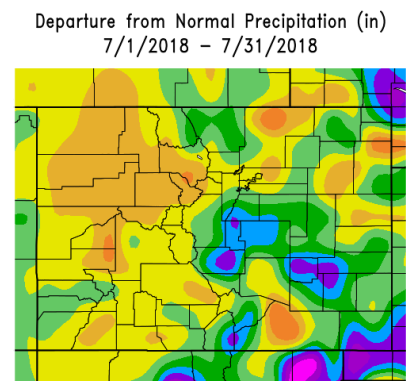 Departure from Normal Precipitation (in)
7/1/2018 – 7/31/2018